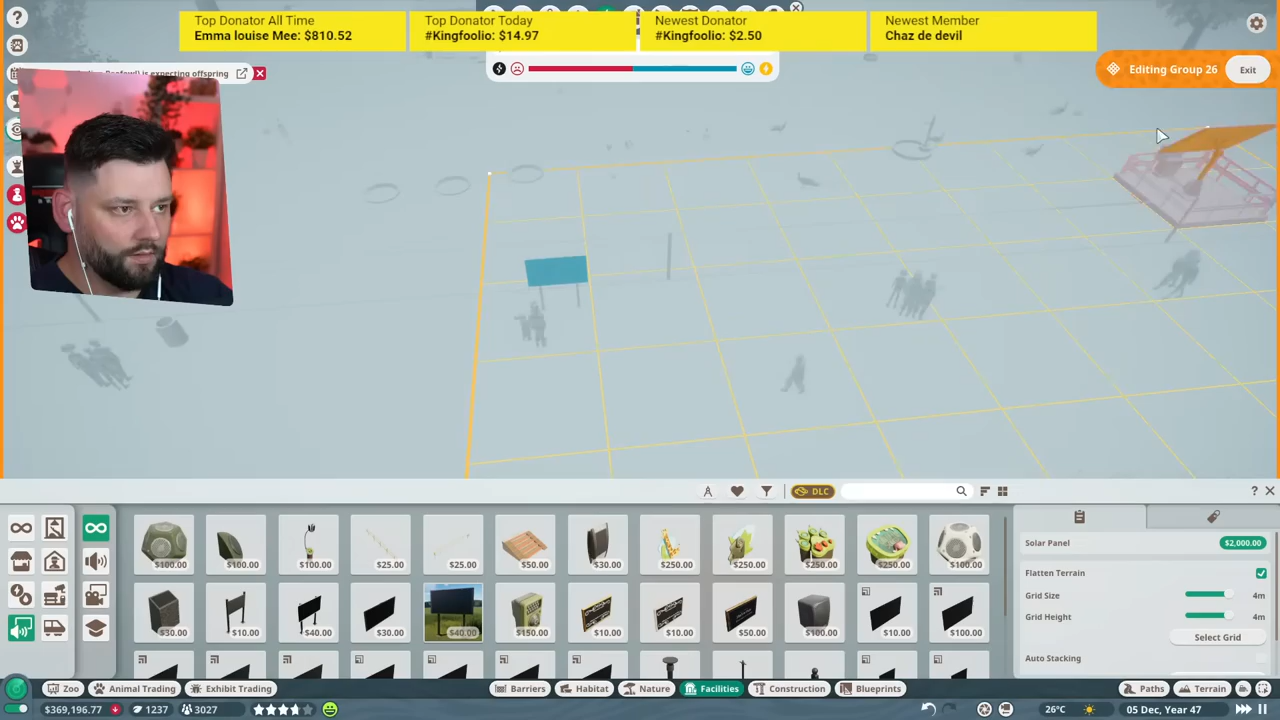 Top Donator All Time
Emma louise Mee: $810.52
Top Donator Today
#Kingfoolio: $14.97
Newest Donator
#Kingfoolio: $2.50
Newest Member
Chaz de devil
is expecting offspring
Editing Group 26
Exit
DLC
?
$100.00
$100.00
$100.00
$25.00
$25.00
$50.00
$30.00
$250.00
$250.00
$250.00
$250.00
$100.00
$30.00
$10.00
$40.00
$30.00
$40.00
$150.00
$10.00
$10.00
$50.00
$100.00
$10.00
$100.00
Solar Panel
$2,000.00
Flatten Terrain
Grid Size
4m
Grid Height
4m
Select Grid
Auto Stacking
Zoo
Animal Trading
Exhibit Trading
Barriers
Habitat
Nature
Facilities
Construction
Blueprints
Paths
Terrain
$369,196.77
1237
3027
26°C
05 Dec, Year 47